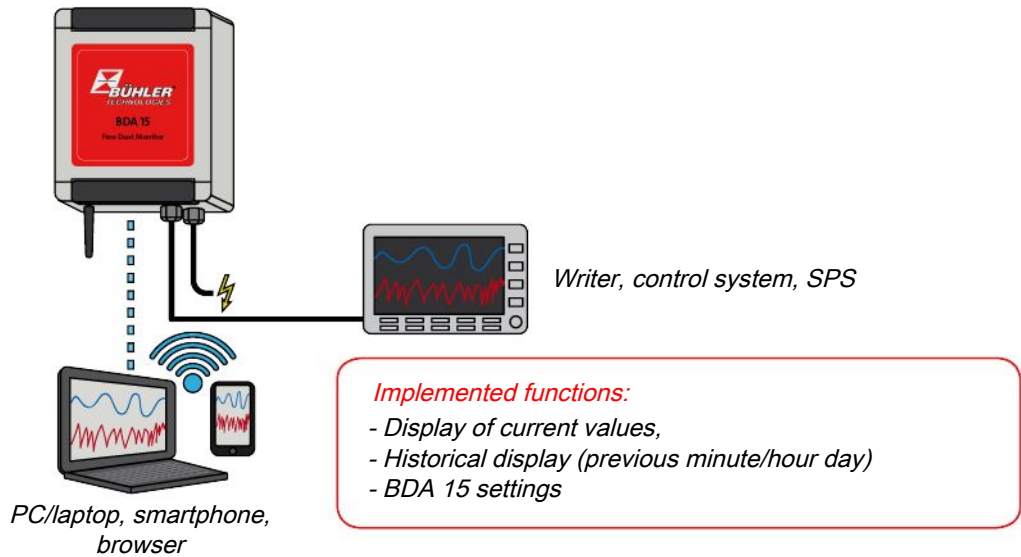 BÜHLER
TECHNOLOGIES
BDA 15
Fine Dust Monitor
Writer, control system, SPS
Implemented functions:
- Display of current values,
- Historical display (previous minute/hour day)
- BDA 15 settings
PC/laptop, smartphone,
browser